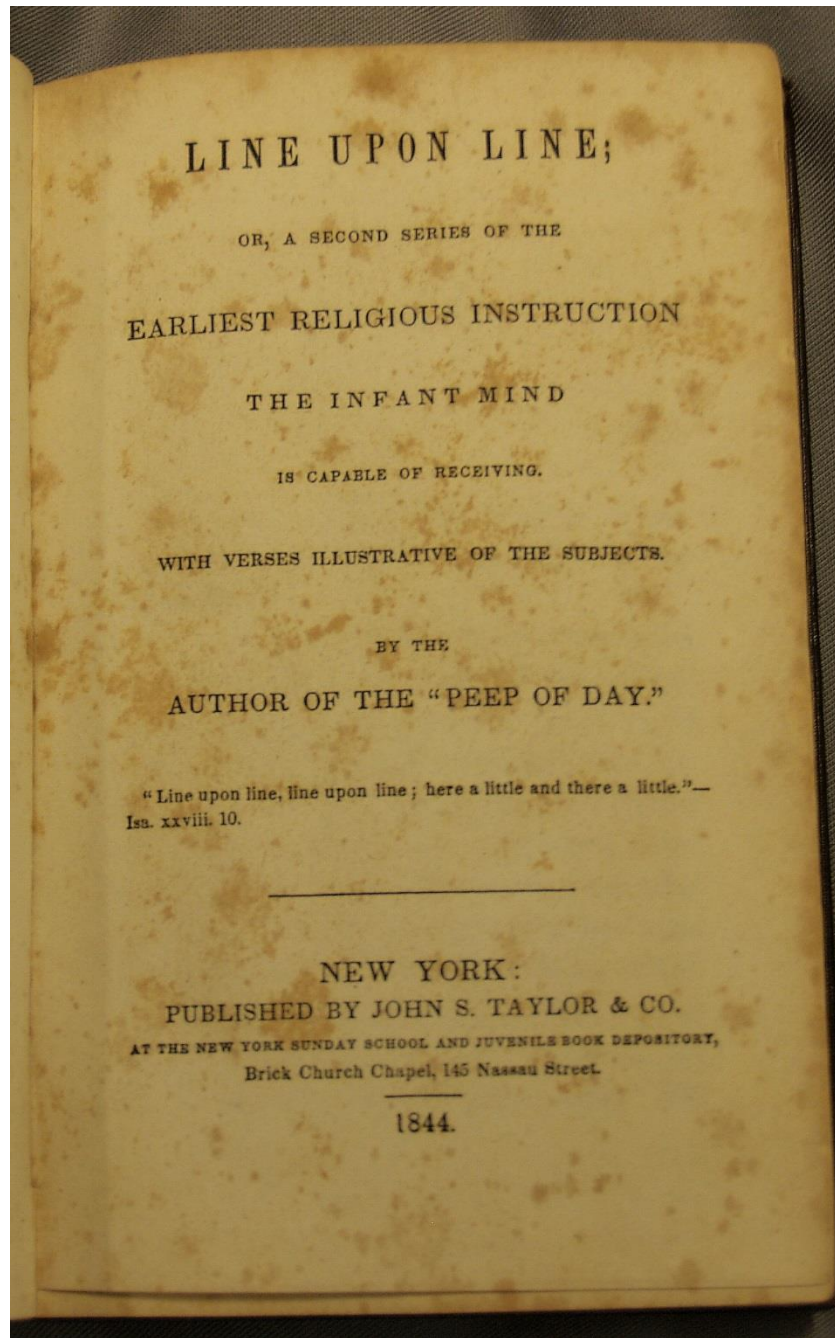 LINE UPON LINE;
OR, A SECOND SERIES OF THE
EARLIEST RELIGIOUS INSTRUCTION
THE INFANT MIND
IS CAPABLE OF RECEIVING.
WITH VERSES ILLUSTRATIVE OF THE SUBJECTS.
BY THE
AUTHOR OF THE "PEEP OF DAY."
"Line upon line, line upon line; here a little and there a little."—
Isa. xxviii. 10.
NEW YORK:
PUBLISHED BY JOHN S. TAYLOR & CO.
AT THE NEW YORK SUNDAY SCHOOL AND JUVENILE BOOK DEPOSITORY,
Brick Church Chapel, 145 Nassau Street.
1844.